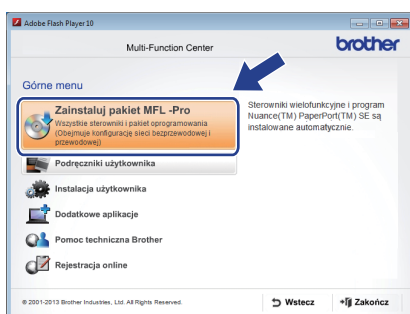 Adobe Flash Player 10
Multi-Function Center
brother
Górne menu
Zainstaluj pakiet MFL -Pro
Wszystkie sterowniki i pakiet oprogramowania
(Obejmuje konfigurację sieci bezprzewodowej i
przewodowej)
Sterowniki wielofunkcyjne i program
Nuance(TM) PaperPort(TM) SE są
instalowane automatycznie.
Podręczniki użytkownika
Instalacja użytkownika
Dodatkowe aplikacje
Pomoc techniczna Brother
Rejestracja online
© 2001-2013 Brother Industries, Ltd. All Rights Reserved.
Wstecz
Zakończ